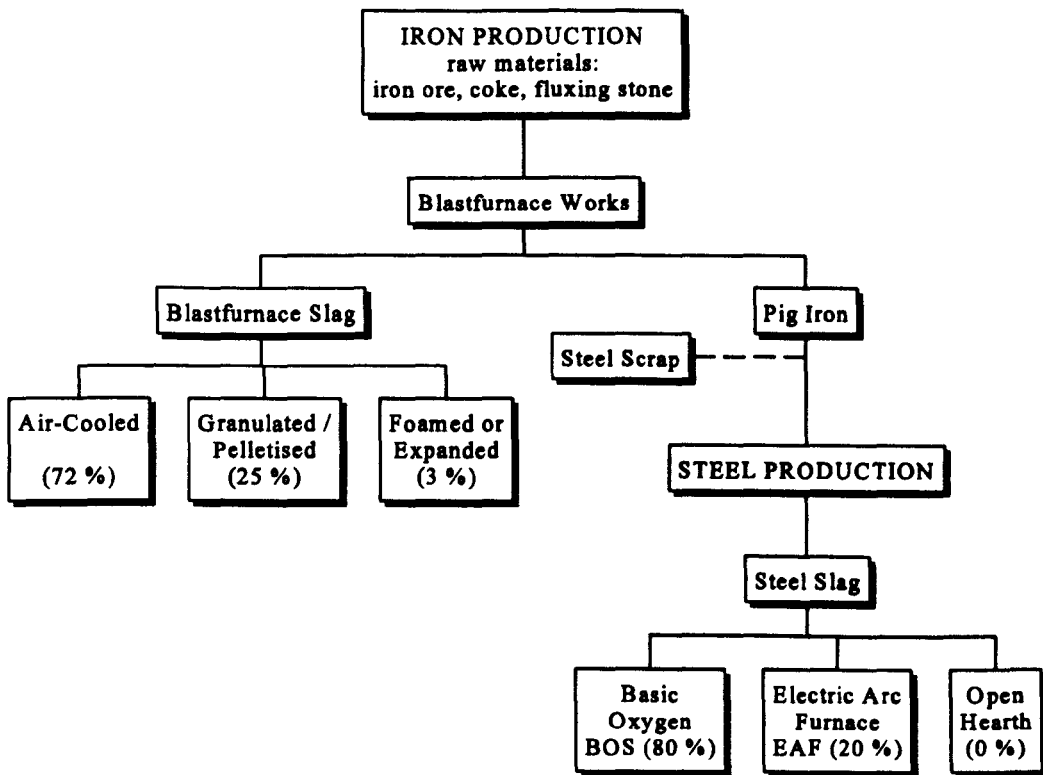 IRON PRODUCTION
raw materials:
iron ore, coke, fluxing stone
Blastfurnace Works
Blastfurnace Slag
Pig Iron
Steel Scrap
Air-Cooled
(72 %)
Granulated /
Pelletised
(25 %)
Foamed or
Expanded
(3 %)
STEEL PRODUCTION
Steel Slag
Basic
Oxygen
BOS (80 %)
Electric Arc
Furnace
EAF (20 %)
Open
Hearth
(0 %)